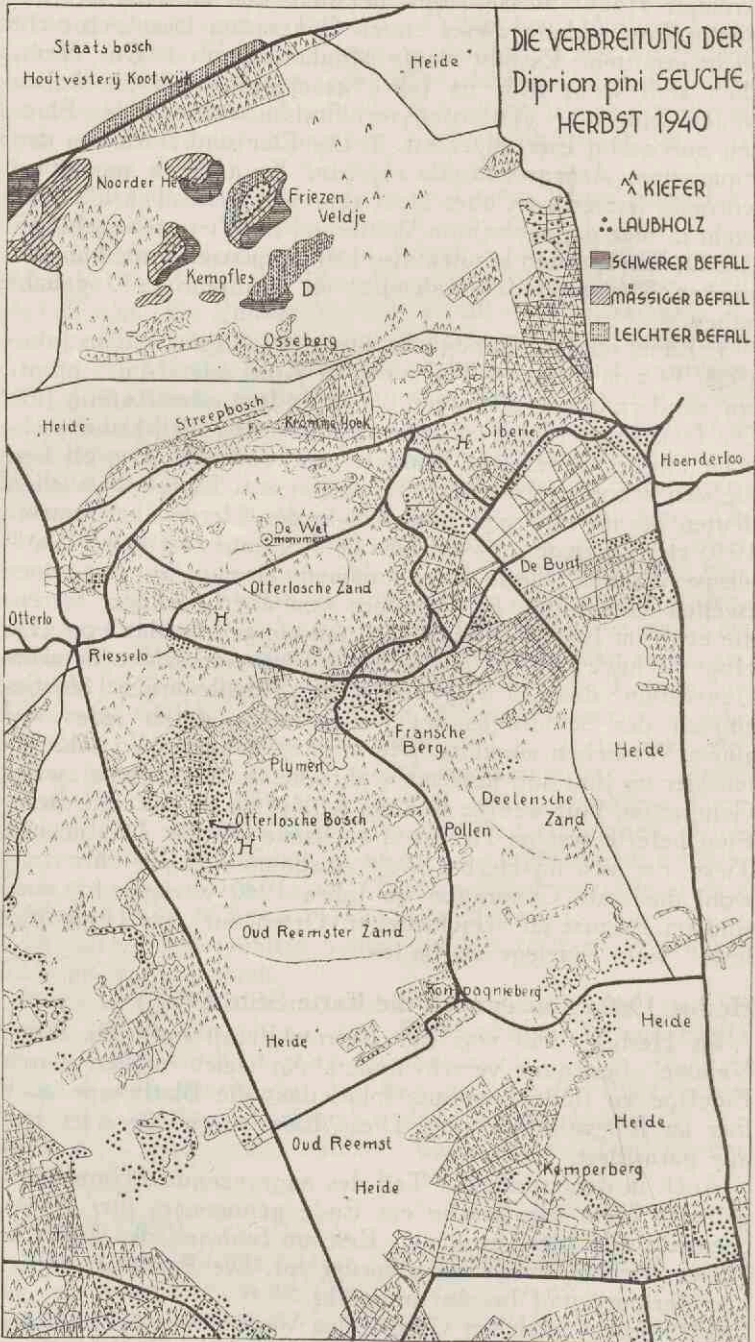 DIE VERBREITUNG DER
Diprion pini SEUCHE
HERBST 1940
KIEFER
LAUBHOLZ
SCHWERER BEFALL
MÄSSIGER BEFALL
LEICHTER BEFALL
Staats bosch
Houtvesterij Kootwijk
Heide
Noorder Heide
Friezen
Veldje
Kempfles
D
Osseberg
Heide
Streepbosch
Kromme Hoek
H
Siberie
Hoenderloo
De Wet
monument
De Bunt
Otterlosche Zand
H
Otterlo
Riesselo
Fransche
Berg
Heide
Plymen
Deelensche
Zand
Otterlosche Bosch
H
Pollen
Oud Reemster Zand
Kompagnieberg
Heide
Heide
Heide
Oud Reemst
Heide
Kemperberg